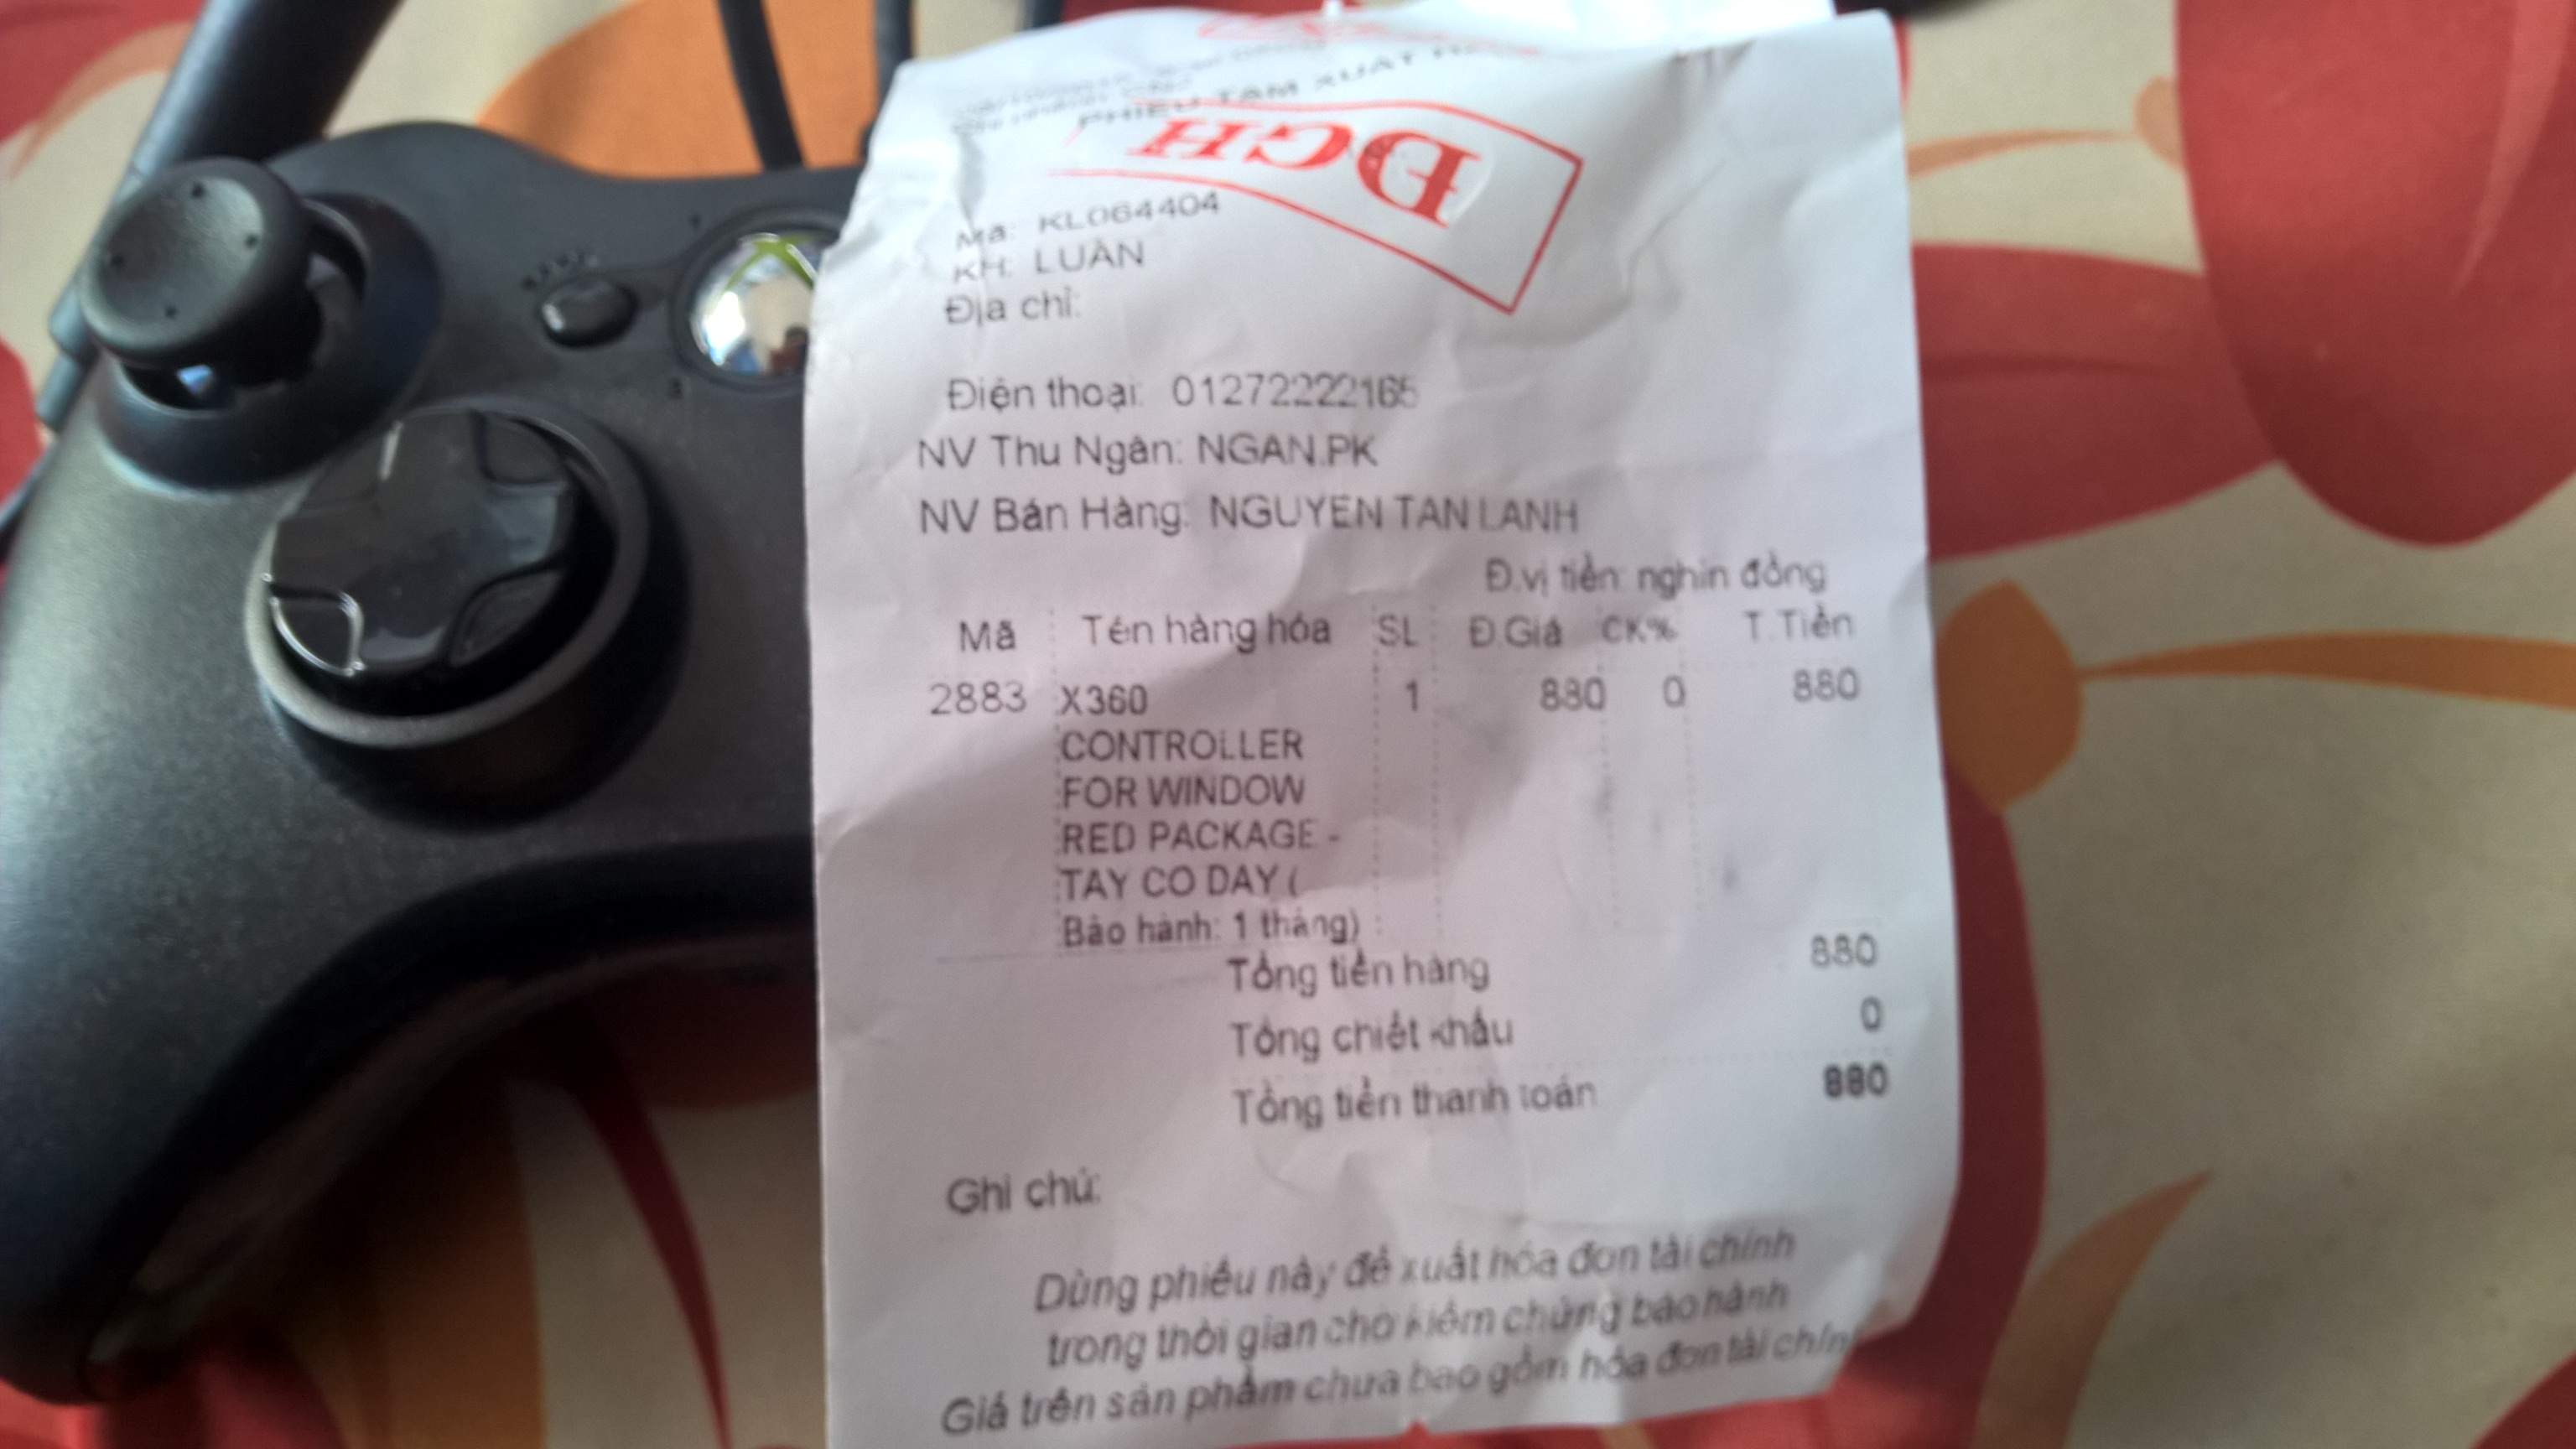 PHIẾU TẠM XUẤT
ĐGH
Mã: KL064404
KH: LUÂN
Địa chỉ:
Điện thoại: 01272222165
NV Thu Ngân: NGAN.PK
NV Bán Hàng: NGUYEN TAN LANH
Đ.vị tiền: nghìn đồng
Mã Tên hàng hóa SL Đ.Giá CK% T.Tiền
2883 X360 1 880 0 880
CONTROLLER
FOR WINDOW
RED PACKAGE -
TAY CO DAY (
Bảo hành: 1 tháng)
Tổng tiền hàng 880
Tổng chiết khấu 0
Tổng tiền thanh toán 880
Ghi chú:
Dùng phiếu này để xuất hóa đơn tài chính
trong thời gian chờ kiểm chứng bảo hành
Giá trên sản phẩm chưa bao gồm hóa đơn tài chính